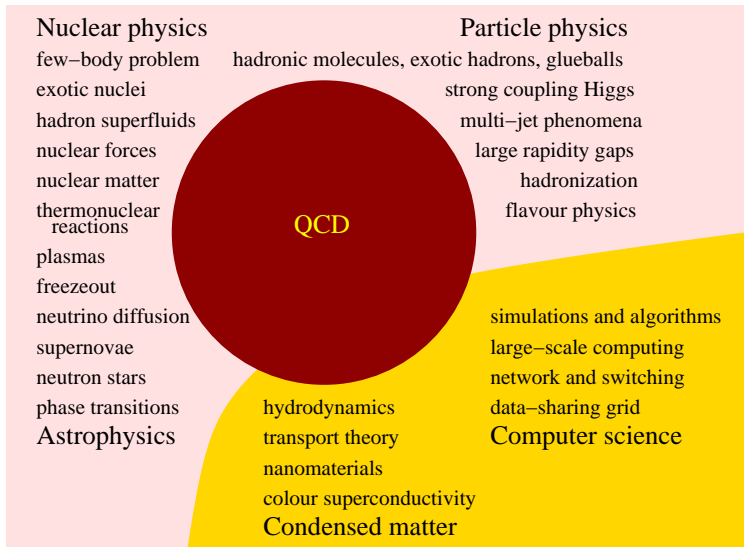 Nuclear physics
few−body problem
exotic nuclei
hadron superfluids
nuclear forces
nuclear matter
thermonuclear
reactions
plasmas
freezeout
neutrino diffusion
supernovae
neutron stars
phase transitions
Astrophysics
Particle physics
hadronic molecules, exotic hadrons, glueballs
strong coupling Higgs
multi−jet phenomena
large rapidity gaps
hadronization
flavour physics
QCD
hydrodynamics
transport theory
nanomaterials
colour superconductivity
Condensed matter
simulations and algorithms
large−scale computing
network and switching
data−sharing grid
Computer science